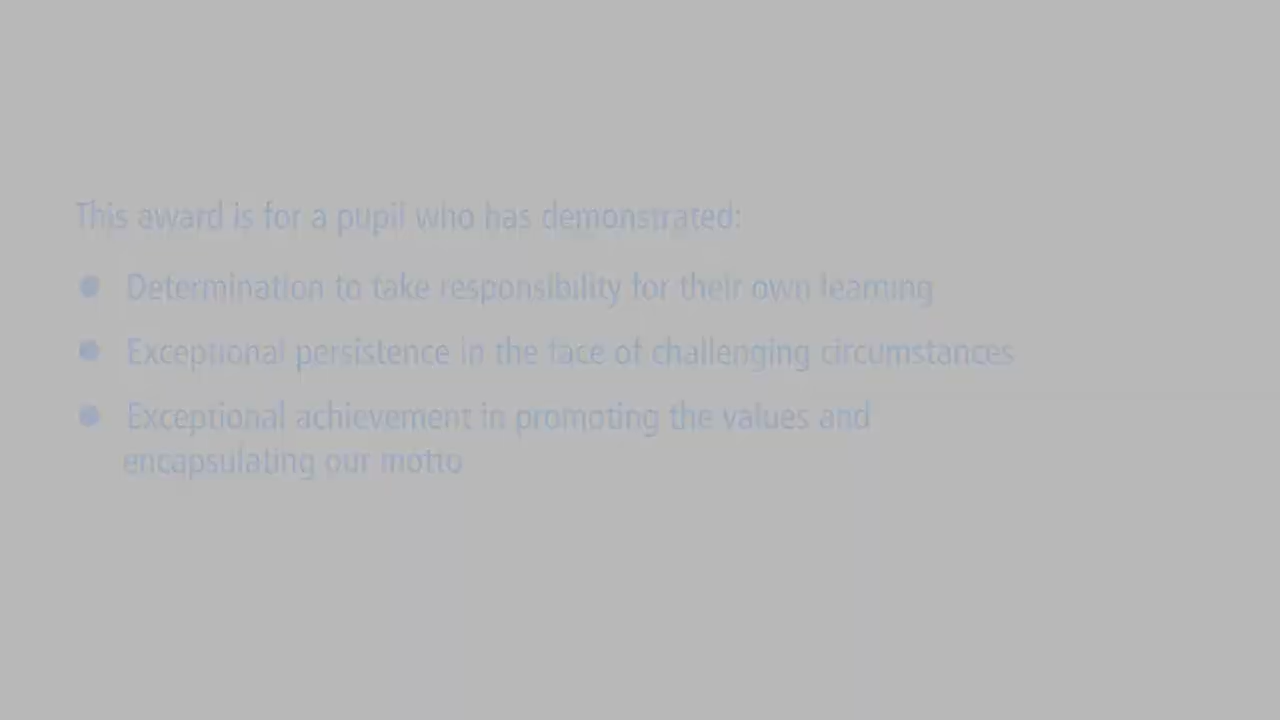 This award is for a pupil who has demonstrated:
● Determination to take responsibility for their own learning
● Exceptional persistence in the face of challenging circumstances
● Exceptional achievement in promoting the values and
encapsulating our motto